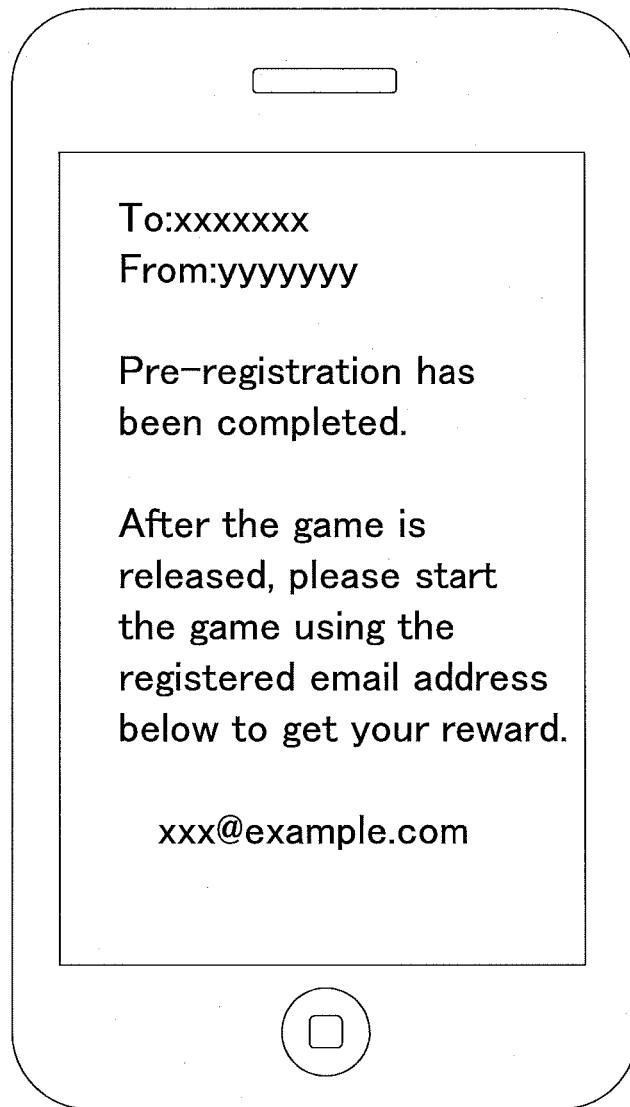 To:xxxxxxx
From:yyyyyyy
Pre-registration has
been completed.
After the game is
released, please start
the game using the
registered email address
below to get your reward.
xxx@example.com